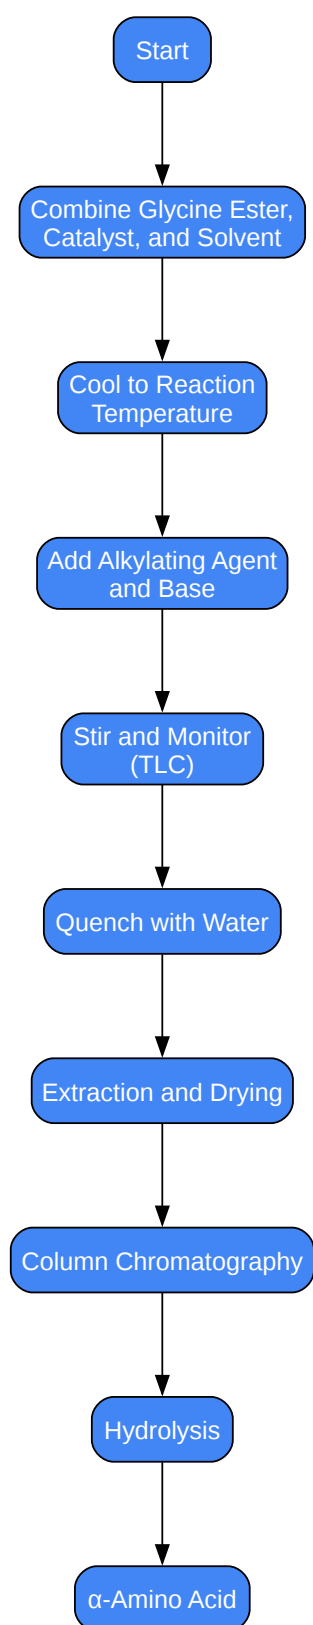 Start
Combine Glycine Ester,
Catalyst, and Solvent
Cool to Reaction
Temperature
Add Alkylating Agent
and Base
Stir and Monitor
(TLC)
Quench with Water
Extraction and Drying
Column Chromatography
Hydrolysis
α-Amino Acid